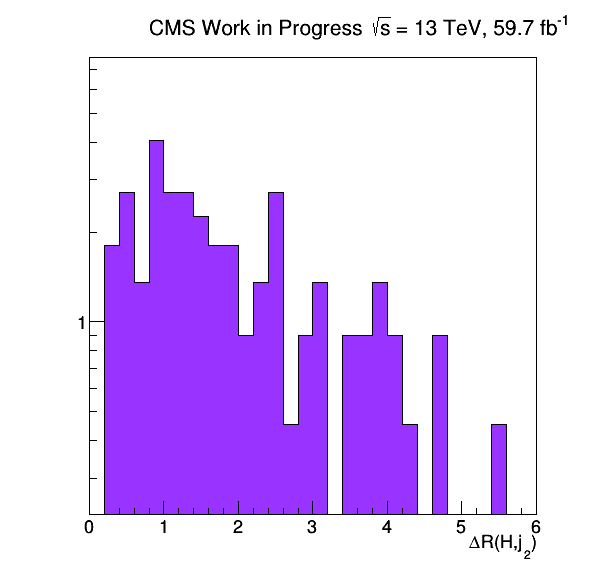 CMS Work in Progress √s = 13 TeV, 59.7 fb⁻¹
1
0 1 2 3 4 5 6
ΔR(H,j₂)